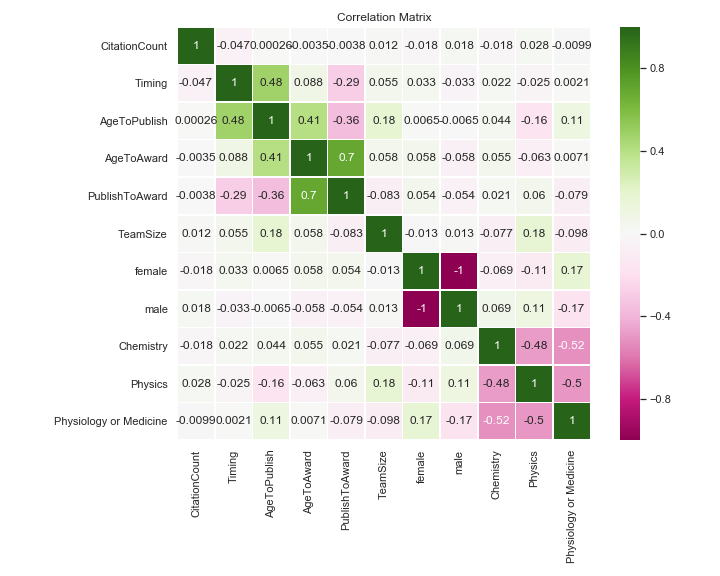 Correlation Matrix
CitationCount 1 -0.047 0.00026 -0.0035 -0.0038 0.012 -0.018 0.018 -0.018 0.028 -0.0099
Timing -0.047 1 0.48 0.088 -0.29 0.055 0.033 -0.033 0.022 -0.025 0.0021
AgeToPublish 0.00026 0.48 1 0.41 -0.36 0.18 0.0065 -0.0065 0.044 -0.16 0.11
AgeToAward -0.0035 0.088 0.41 1 0.7 0.058 0.058 -0.058 0.055 -0.063 0.0071
PublishToAward -0.0038 -0.29 -0.36 0.7 1 -0.083 0.054 -0.054 0.021 0.06 -0.079
TeamSize 0.012 0.055 0.18 0.058 -0.083 1 -0.013 0.013 -0.077 0.18 -0.098
female -0.018 0.033 0.0065 0.058 0.054 -0.013 1 -1 -0.069 -0.11 0.17
male 0.018 -0.033 -0.0065 -0.058 -0.054 0.013 -1 1 0.069 0.11 -0.17
Chemistry -0.018 0.022 0.044 0.055 0.021 -0.077 -0.069 0.069 1 -0.48 -0.52
Physics 0.028 -0.025 -0.16 -0.063 0.06 0.18 -0.11 0.11 -0.48 1 -0.5
Physiology or Medicine -0.0099 0.0021 0.11 0.0071 -0.079 -0.098 0.17 -0.17 -0.52 -0.5 1
CitationCount
Timing
AgeToPublish
AgeToAward
PublishToAward
TeamSize
female
male
Chemistry
Physics
Physiology or Medicine
0.8
0.4
0.0
−0.4
−0.8